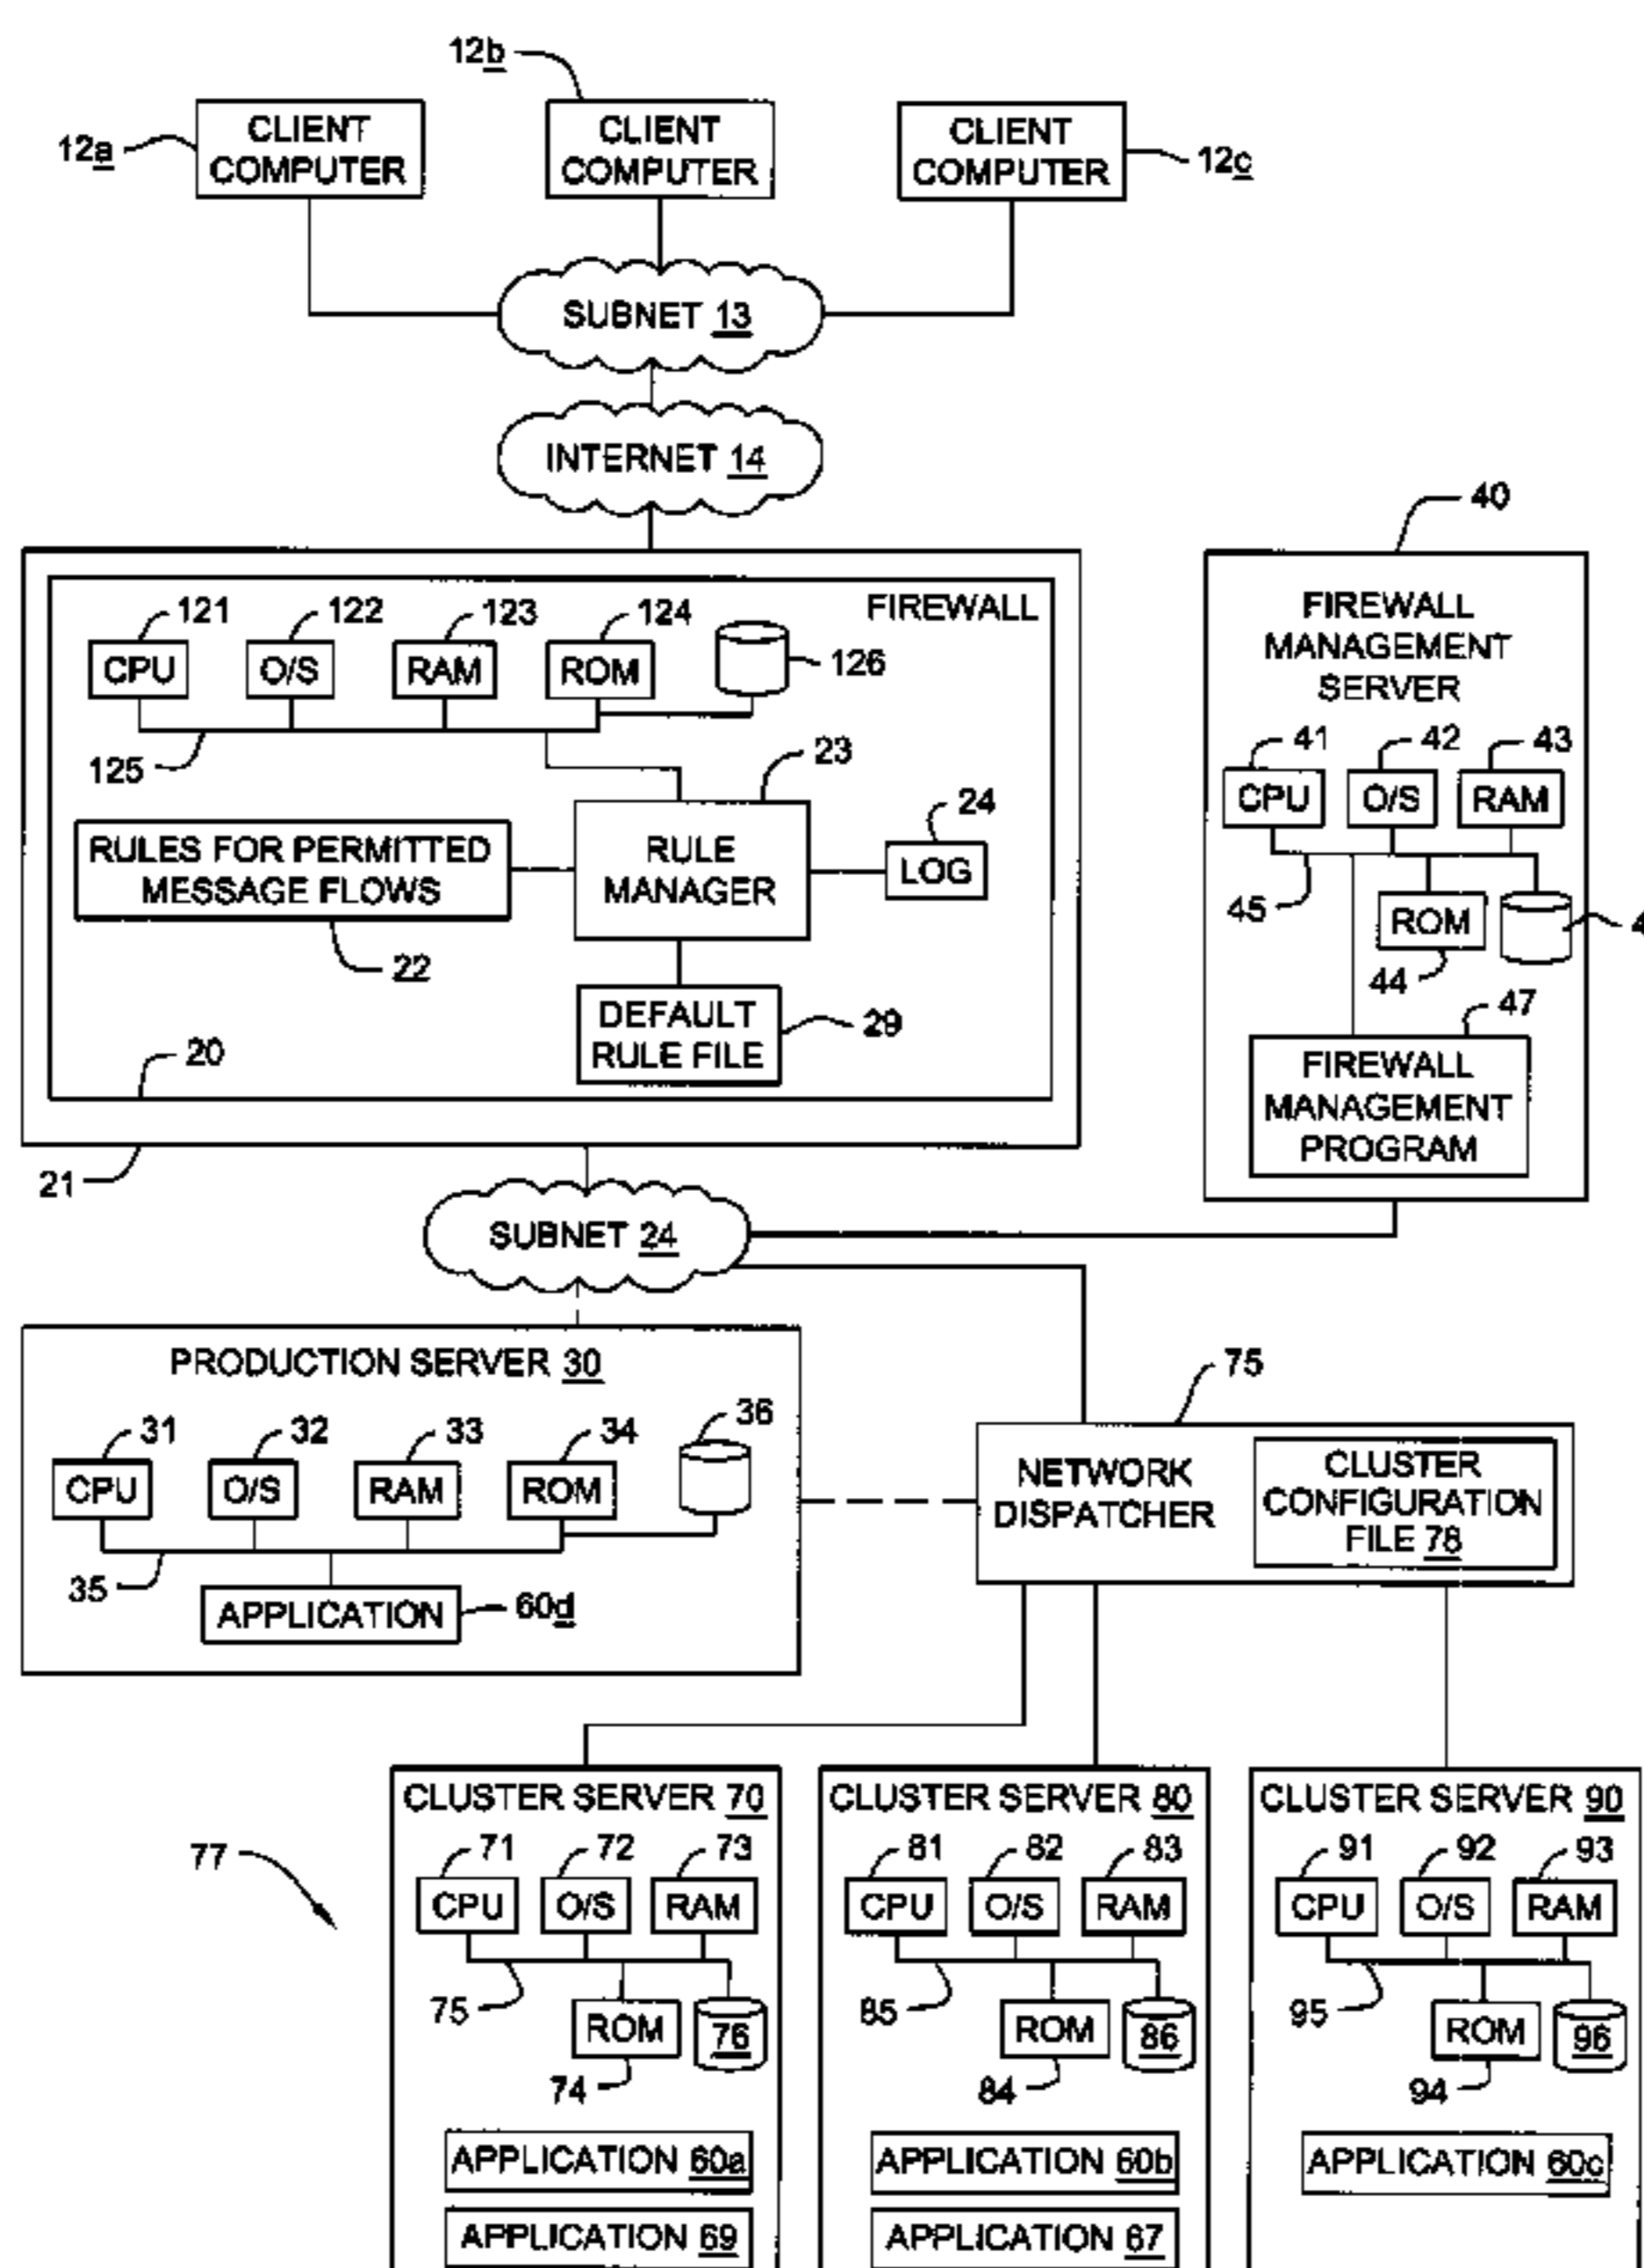 12b
CLIENT
COMPUTER
12a
CLIENT
COMPUTER
CLIENT
COMPUTER
12c
SUBNET 13
INTERNET 14
40
FIREWALL
121
122
123
124
CPU
O/S
RAM
ROM
126
125
23
24
RULES FOR PERMITTED
MESSAGE FLOWS
RULE
MANAGER
LOG
22
DEFAULT
RULE FILE
29
20
21
FIREWALL
MANAGEMENT
SERVER
41
42
43
CPU
O/S
RAM
45
ROM
44
47
FIREWALL
MANAGEMENT
PROGRAM
SUBNET 24
PRODUCTION SERVER 30
31
32
33
34
36
CPU
O/S
RAM
ROM
35
APPLICATION
60d
75
NETWORK
DISPATCHER
CLUSTER
CONFIGURATION
FILE 78
77
CLUSTER SERVER 70
71
72
73
CPU
O/S
RAM
75
ROM
76
74
APPLICATION 60a
APPLICATION 69
CLUSTER SERVER 80
81
82
83
CPU
O/S
RAM
85
ROM
86
84
APPLICATION 60b
APPLICATION 67
CLUSTER SERVER 90
91
92
93
CPU
O/S
RAM
95
ROM
96
94
APPLICATION 60c